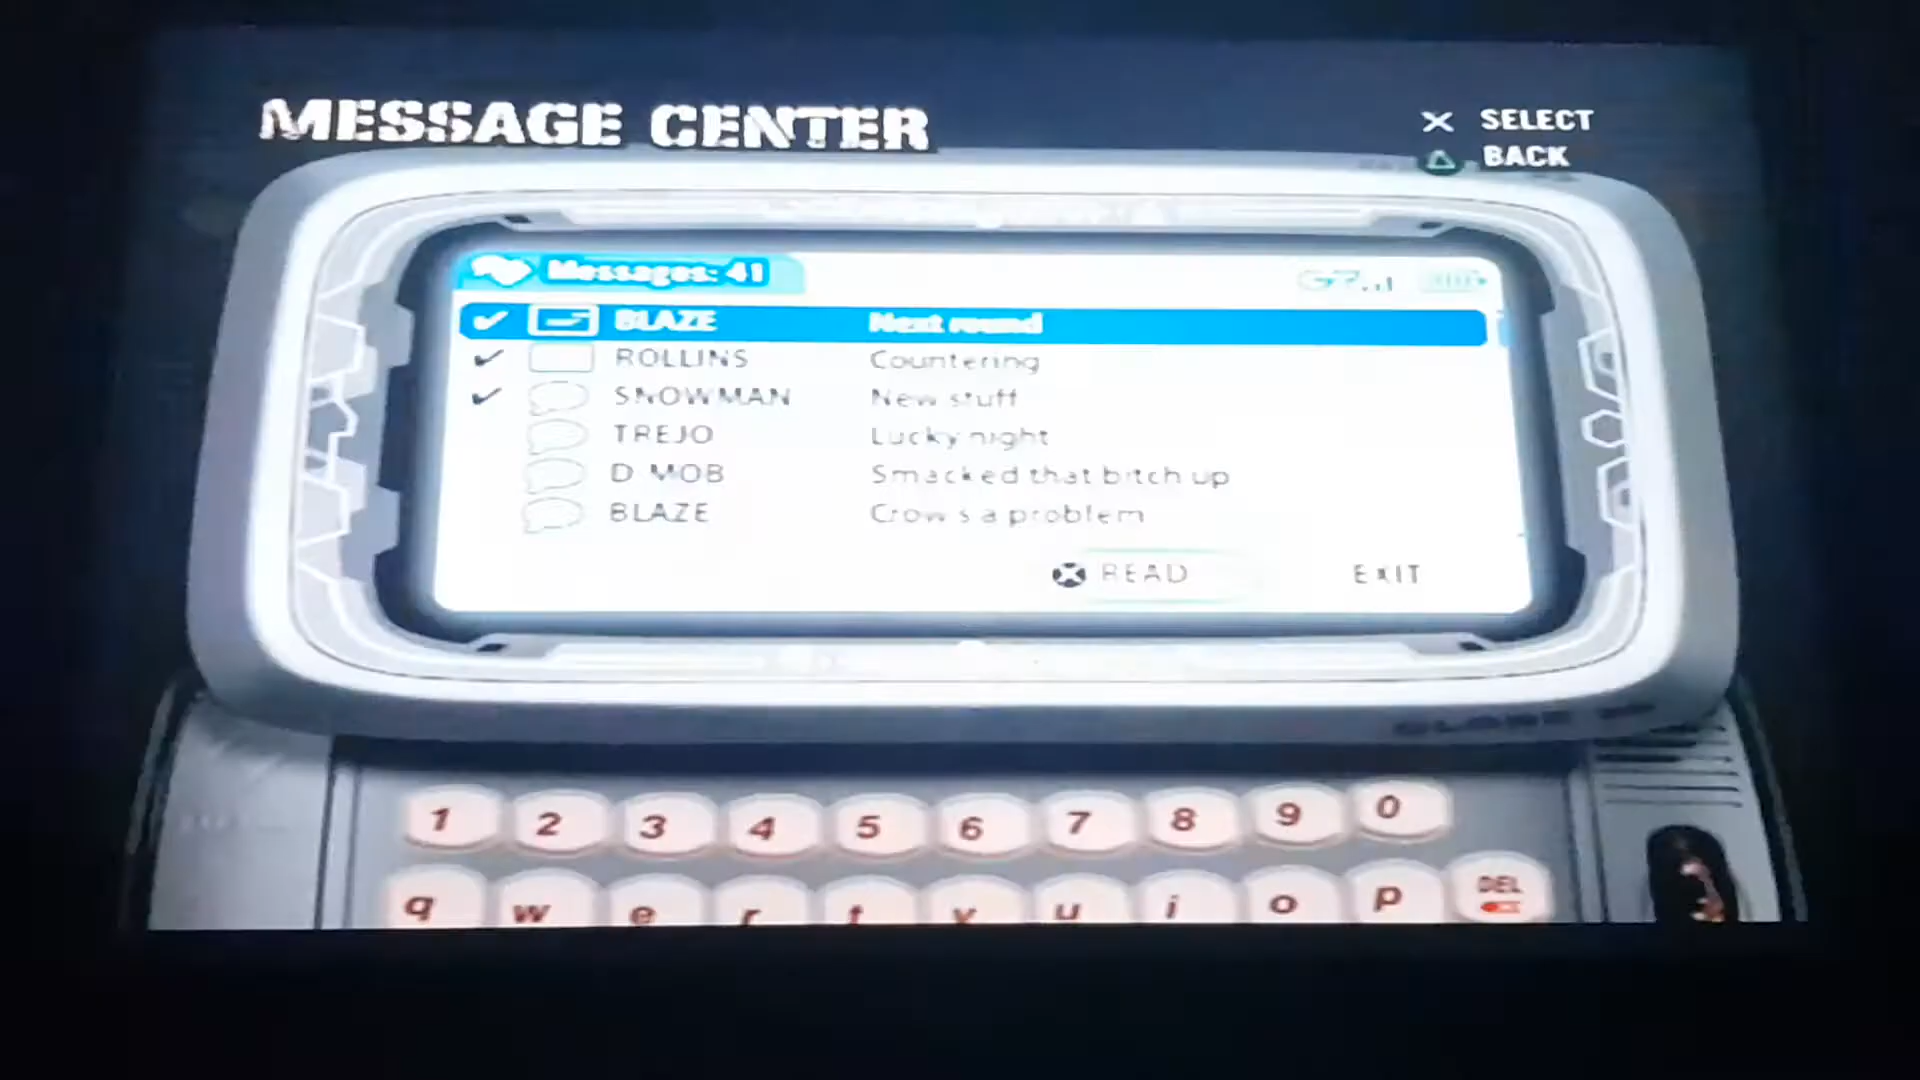 MESSAGE CENTER
SELECT
BACK
Messages: 41
BLAZE Next round
ROLLINS Countering
SNOWMAN New stuff
TREJO Lucky night
D MOB Smacked that bitch up
BLAZE Crow s a problem
READ EXIT
1 2 3 4 5 6 7 8 9 0
q w e r t y u i o p DEL